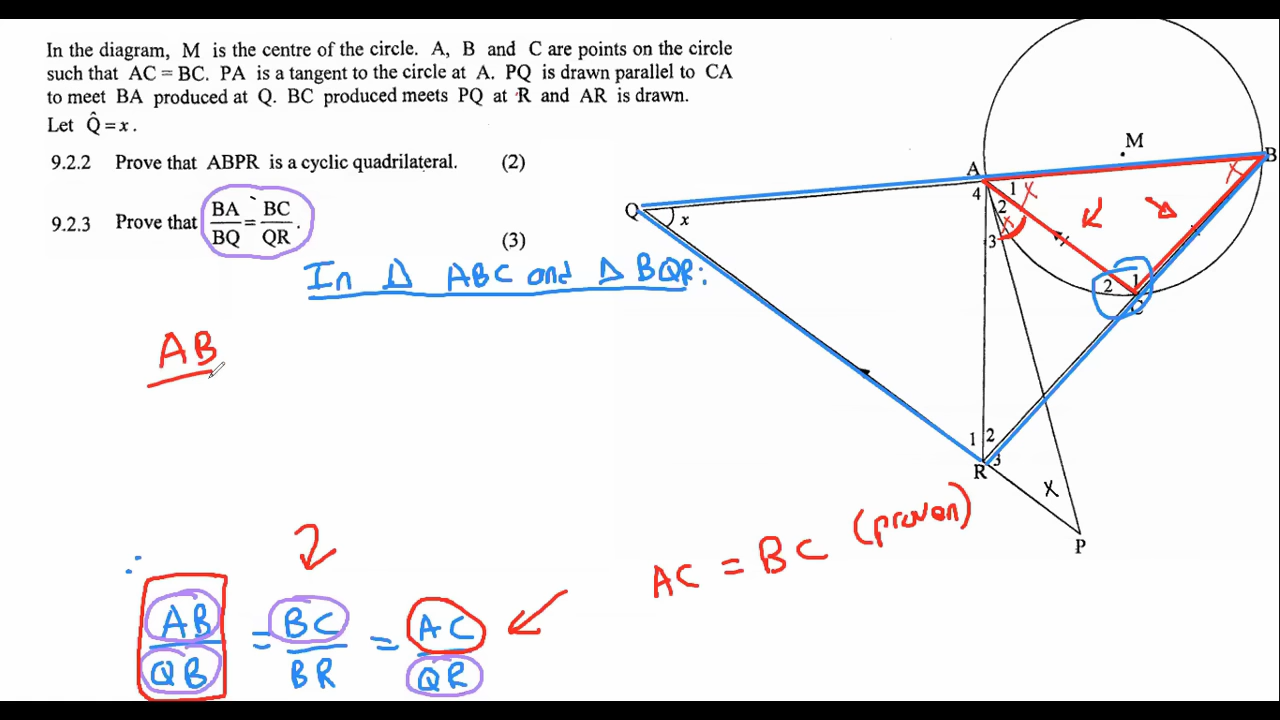 In the diagram, M is the centre of the circle. A, B and C are points on the circle
such that AC = BC. PA is a tangent to the circle at A. PQ is drawn parallel to CA
to meet BA produced at Q. BC produced meets PQ at R and AR is drawn.
Let Q̂ = x.
9.2.2 Prove that ABPR is a cyclic quadrilateral. (2)
9.2.3 Prove that BA/BQ = BC/QR. (3)
In Δ ABC and Δ BQR:
AB
∴
AB/QB = BC/BR = AC/QR
AC = BC (proven)
M
B
A
x
1
x
4
2
x
3
Q
x
2
1
C
1
2
R
3
x
P
2